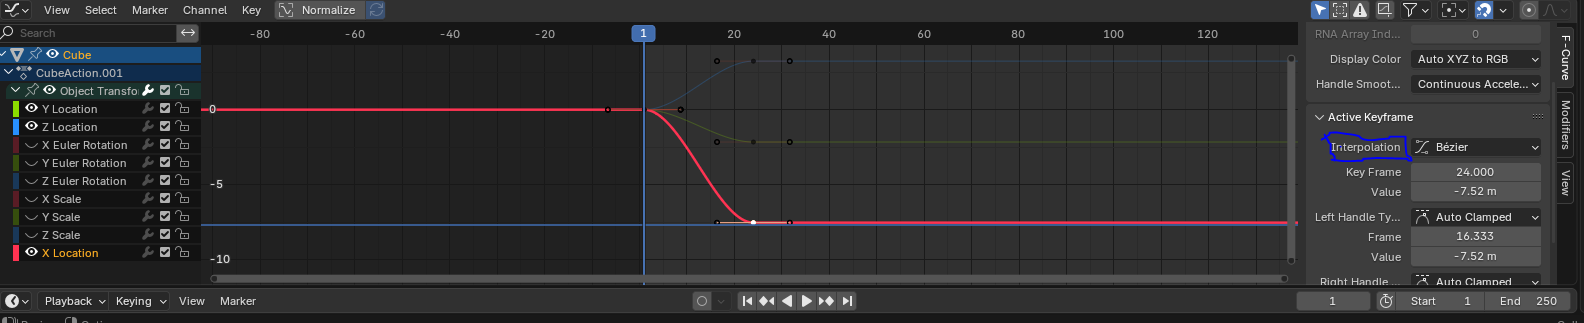 View Select Marker Channel Key Normalize
Search
-80 -60 -40 -20 1 20 40 60 80 100 120
Cube
CubeAction.001
Object Transfo
Y Location
Z Location
X Euler Rotation
Y Euler Rotation
Z Euler Rotation
X Scale
Y Scale
Z Scale
X Location
0
-5
-10
RNA Array Ind... 0
Display Color Auto XYZ to RGB
Handle Smoot... Continuous Accele...
Active Keyframe
Interpolation Bézier
Key Frame 24.000
Value -7.52 m
Left Handle Ty... Auto Clamped
Frame 16.333
Value -7.52 m
Right Handle Auto Clamped
F-Curve
Modifiers
View
Playback Keying View Marker
1 Start 1 End 250